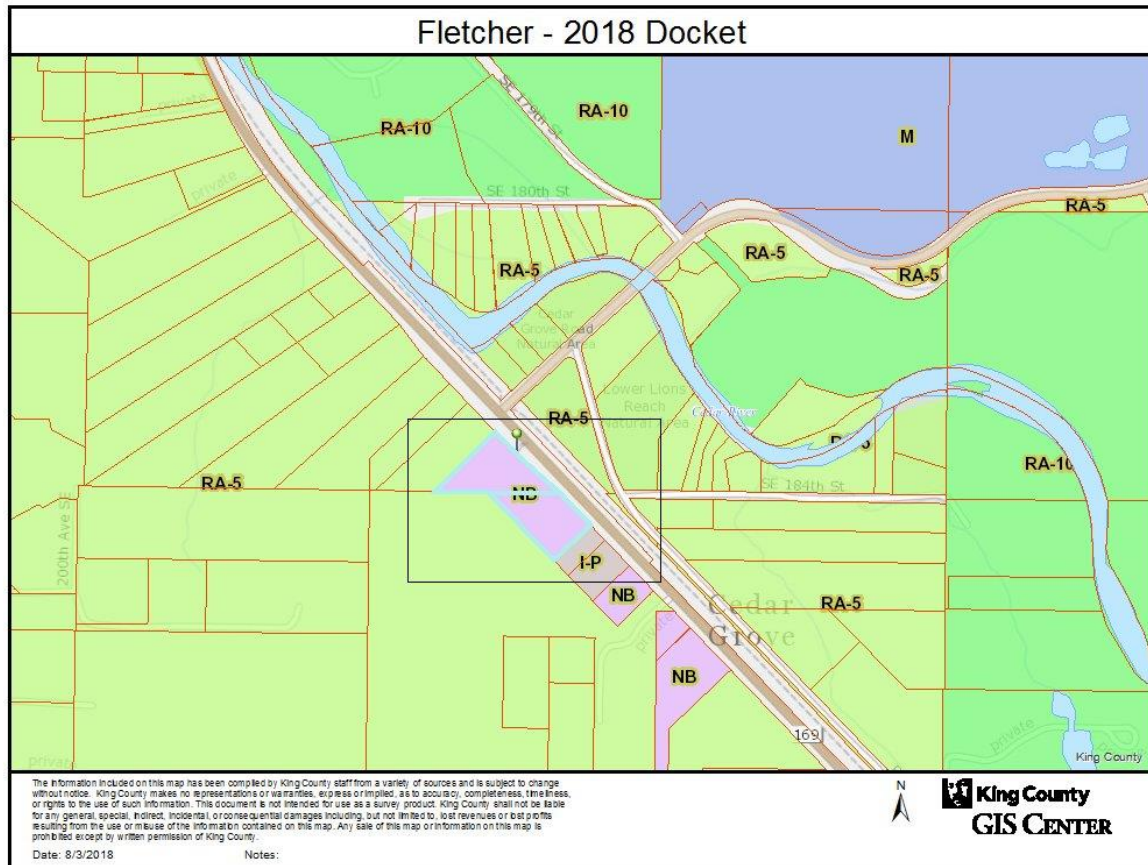 Fletcher - 2018 Docket
SE 179th St
RA-10
RA-10
M
private
private
SE 180th St
RA-5
RA-5
RA-5
RA-5
Cedar
Grove Road
Natural Area
Lower Lions
Reach
Natural Area
Cedar River
RA-5
RA-10
RA-5
NB
SE 184th St
200th Ave SE
I-P
NB
Cedar
Grove
RA-5
private
NB
169
private
private
King County
The information included on this map has been compiled by King County staff from a variety of sources and is subject to change
without notice. King County makes no representations or warranties, express or implied, as to accuracy, completeness, timeliness,
or rights to the use of such information. This document is not intended for use as a survey product. King County shall not be liable
for any general, special, indirect, incidental, or consequential damages including, but not limited to, lost revenues or lost profits
resulting from the use or misuse of the information contained on this map. Any sale of this map or information on this map is
prohibited except by written permission of King County.
Date: 8/3/2018
Notes:
N
King County
GIS CENTER